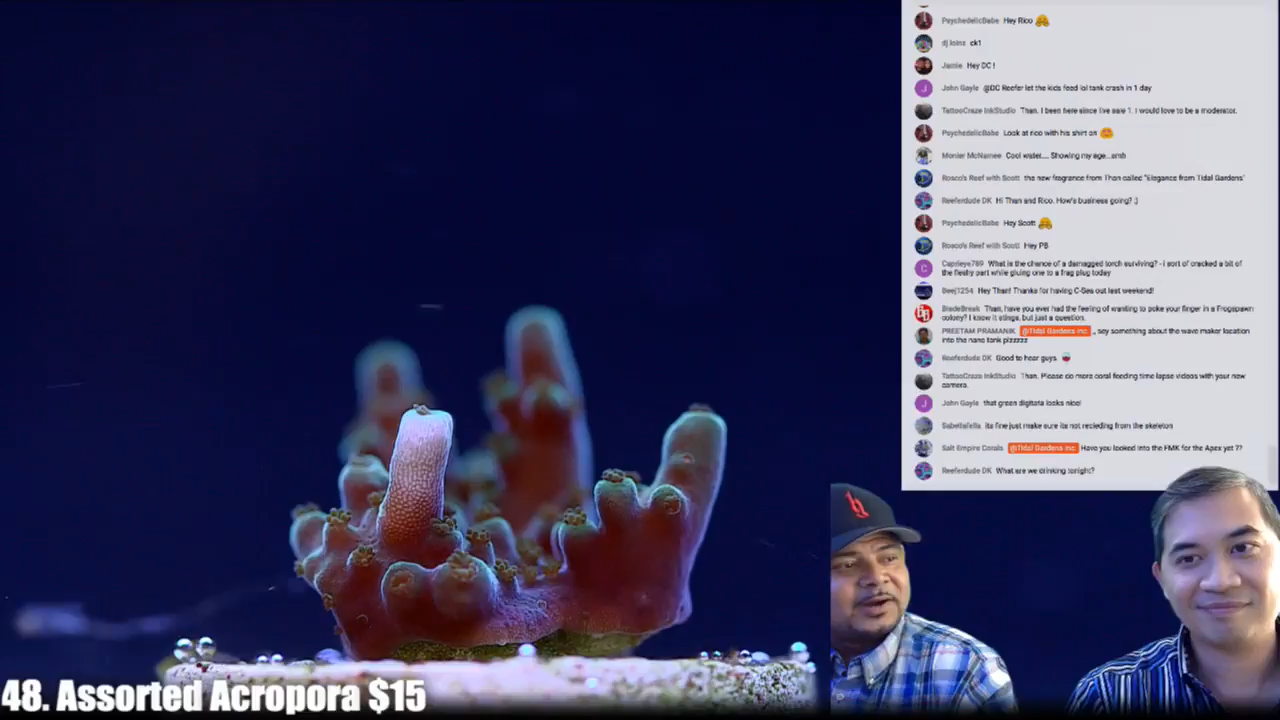 PsychedelicBabe Hey Rico
dj.loinz ck1
Jamie Hey DC !
John Gayle @DC Reefer let the kids feed lol tank crash in 1 day
TattooCraze InkStudio Than. I been here since live sale 1. I would love to be a moderator.
PsychedelicBabe Look at rico with his shirt on
Monier McNamee Cool water.... Showing my age...smh
Rosco's Reef with Scott the new fragrance from Than called "Elegance from Tidal Gardens"
Reeferdude DK Hi Than and Rico. How's business going? ;)
PsychedelicBabe Hey Scott
Rosco's Reef with Scott Hey PB
Caprieye789 What is the chance of a damagged torch surviving? - i sort of cracked a bit of
the fleshy part while gluing one to a frag plug today
Beej1254 Hey Than! Thanks for having C-Sea out last weekend!
BladeBreak Than, have you ever had the feeling of wanting to poke your finger in a Frogspawn
colony? I know it stings, but just a question.
PREETAM PRAMANIK @Tidal Gardens Inc. ., sey something about the wave maker location
into the nano tank plzzzzz
Reeferdude DK Good to hear guys.
TattooCraze InkStudio Than. Please do more coral feeding time lapse videos with your new
camera.
John Gayle that green digitata looks nice!
Sabellafella its fine just make sure its not recieding from the skeleton
Salt Empire Corals @Tidal Gardens Inc. Have you looked into the FMK for the Apex yet ??
Reeferdude DK What are we drinking tonight?
48. Assorted Acropora $15